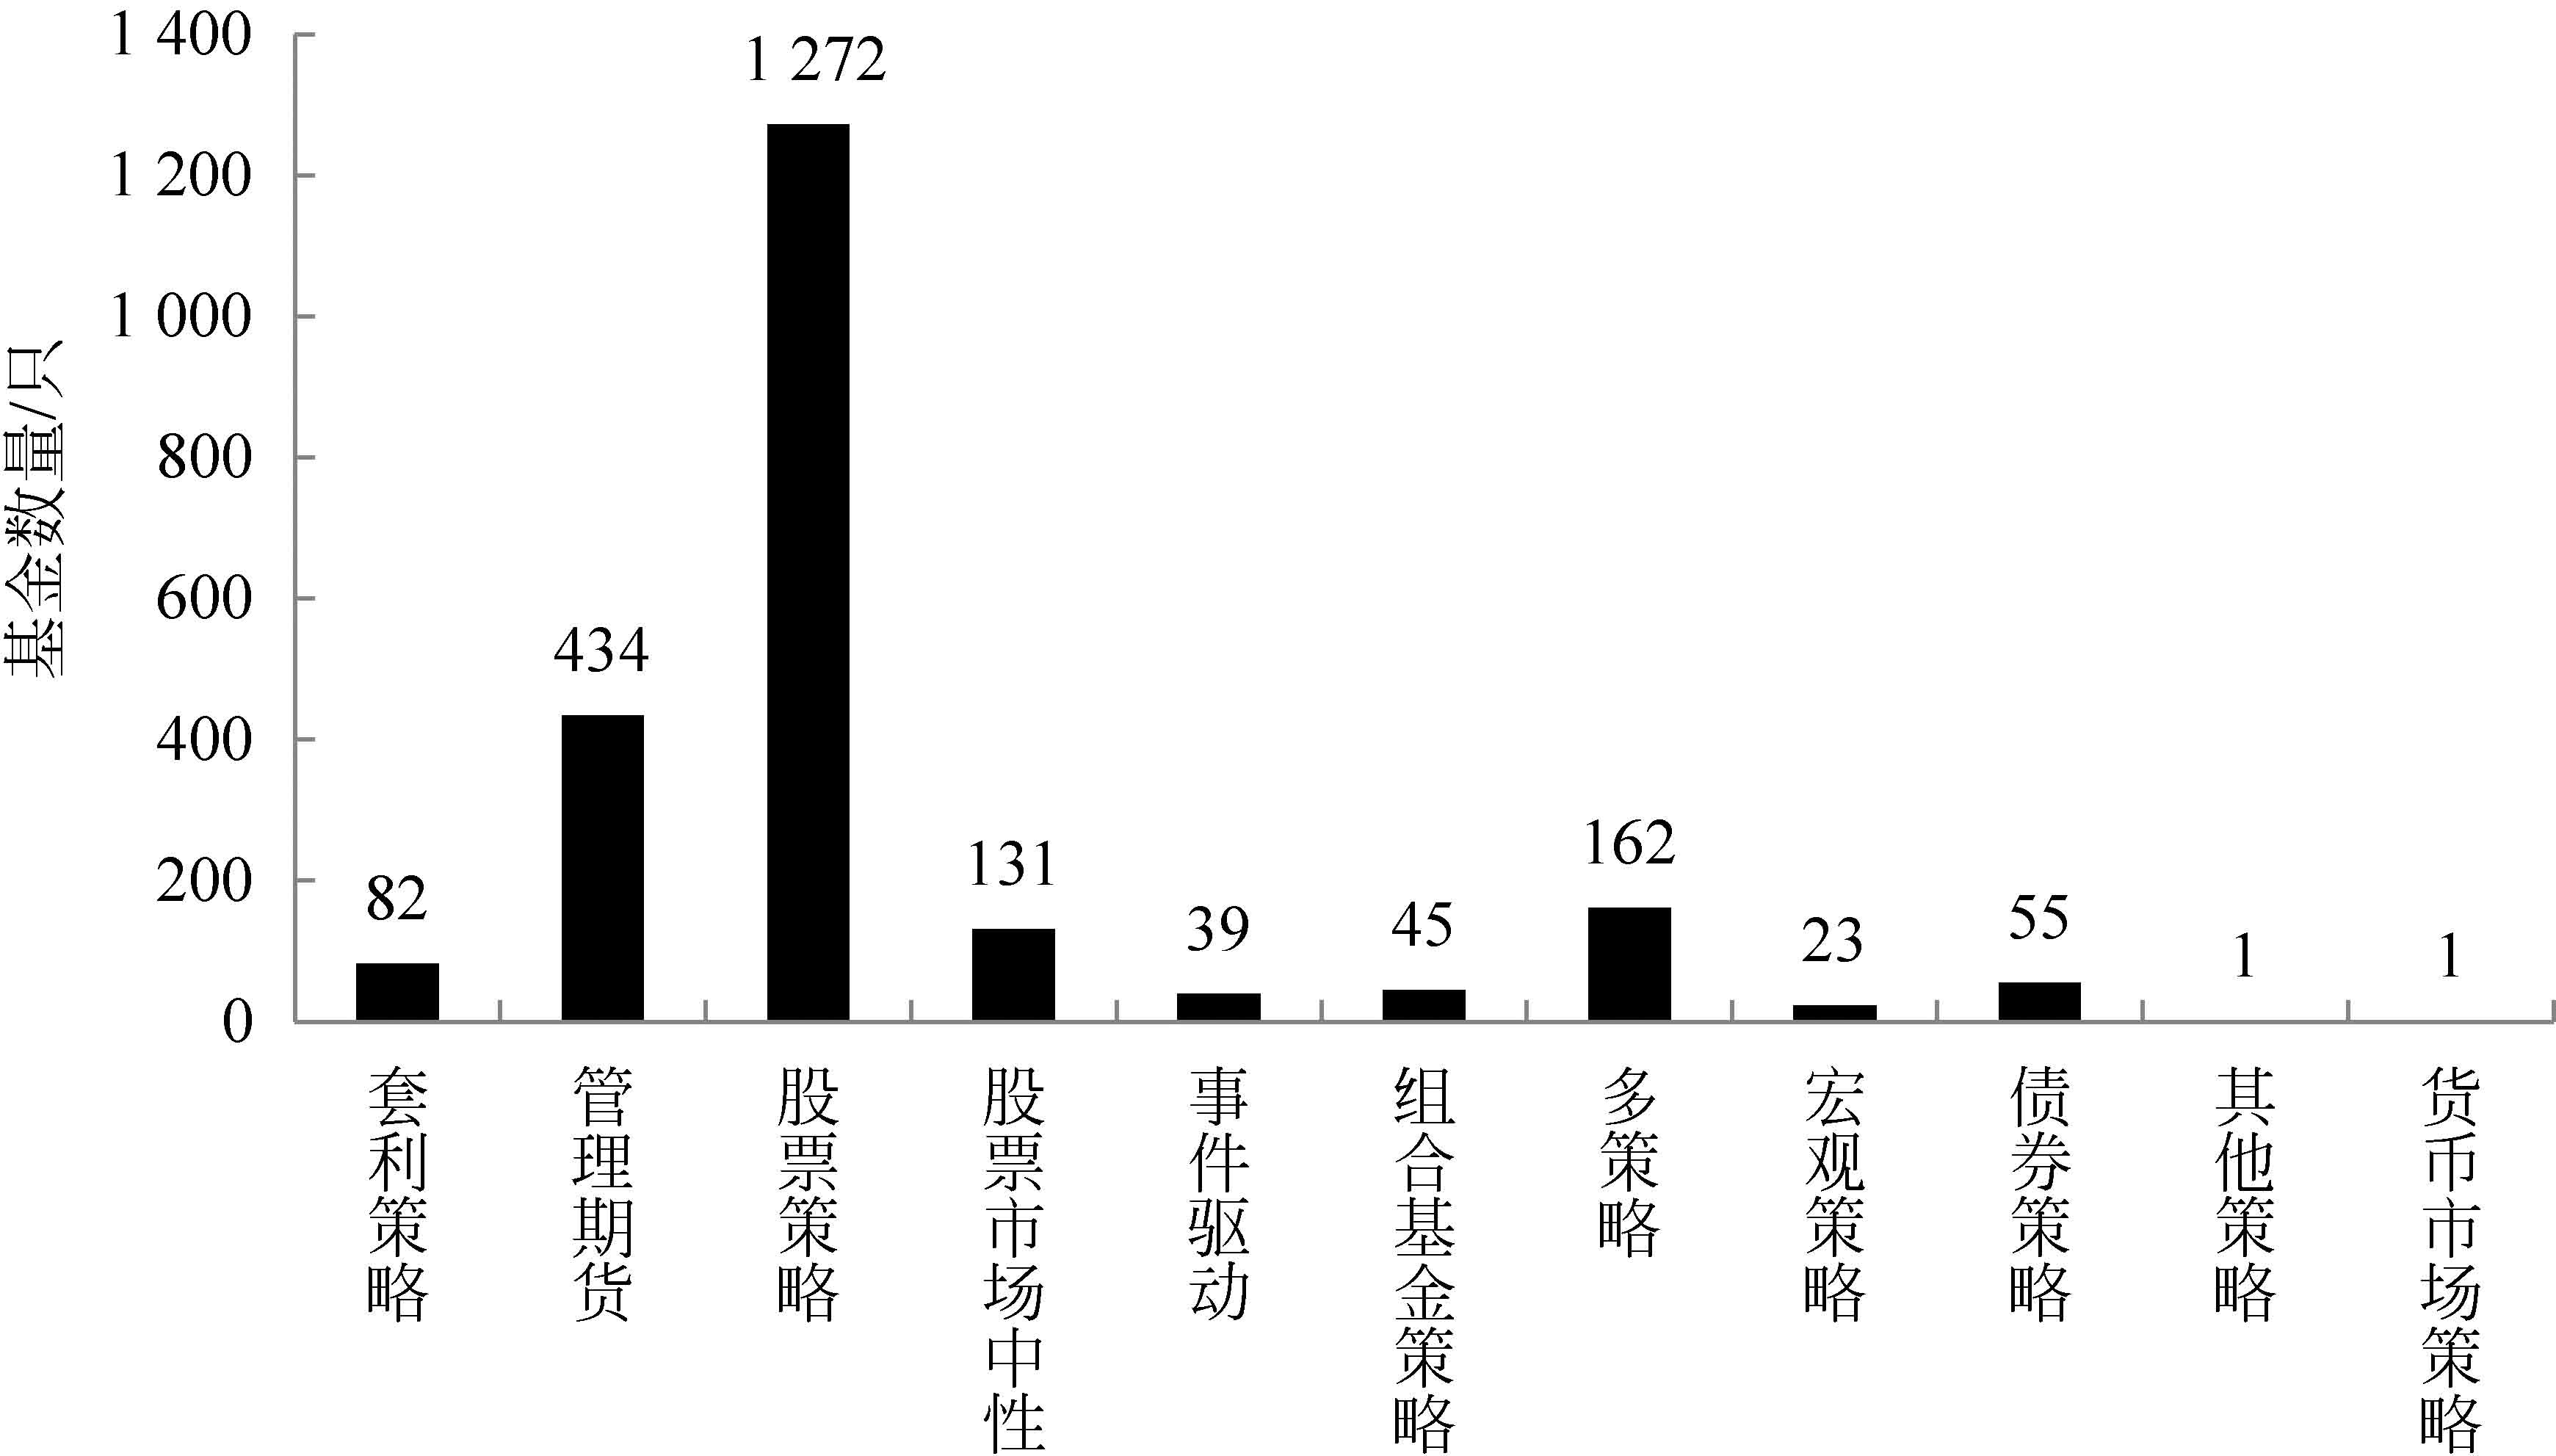 基金数量/只
1 400
1 200
1 000
800
600
400
200
0
82
434
1 272
131
39
45
162
23
55
1
1
套利策略
管理期货
股票策略
股票市场中性
事件驱动
组合基金策略
多策略
宏观策略
债券策略
其他策略
货币市场策略